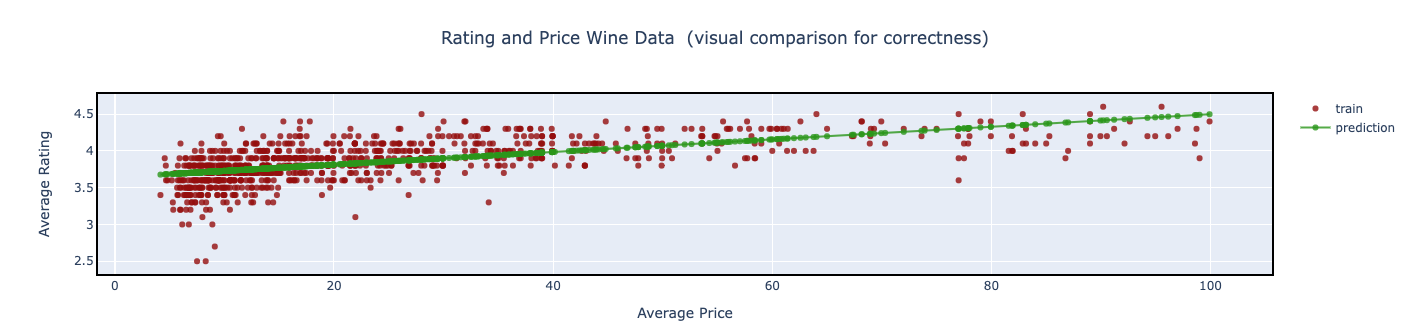 Rating and Price Wine Data  (visual comparison for correctness)
train
prediction
Average Rating
4.5
4
3.5
3
2.5
0
20
40
60
80
100
Average Price